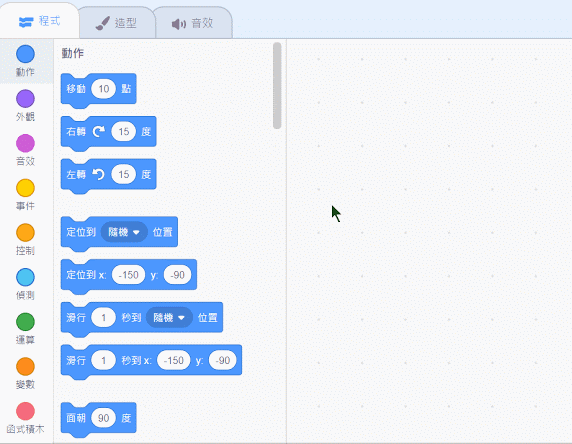 程式 造型 音效
動作
外觀
音效
事件
控制
偵測
運算
變數
函式積木
動作
移動 10 點
右轉 15 度
左轉 15 度
定位到 隨機 位置
定位到 x: -150 y: -90
滑行 1 秒到 隨機 位置
滑行 1 秒到 x: -150 y: -90
面朝 90 度